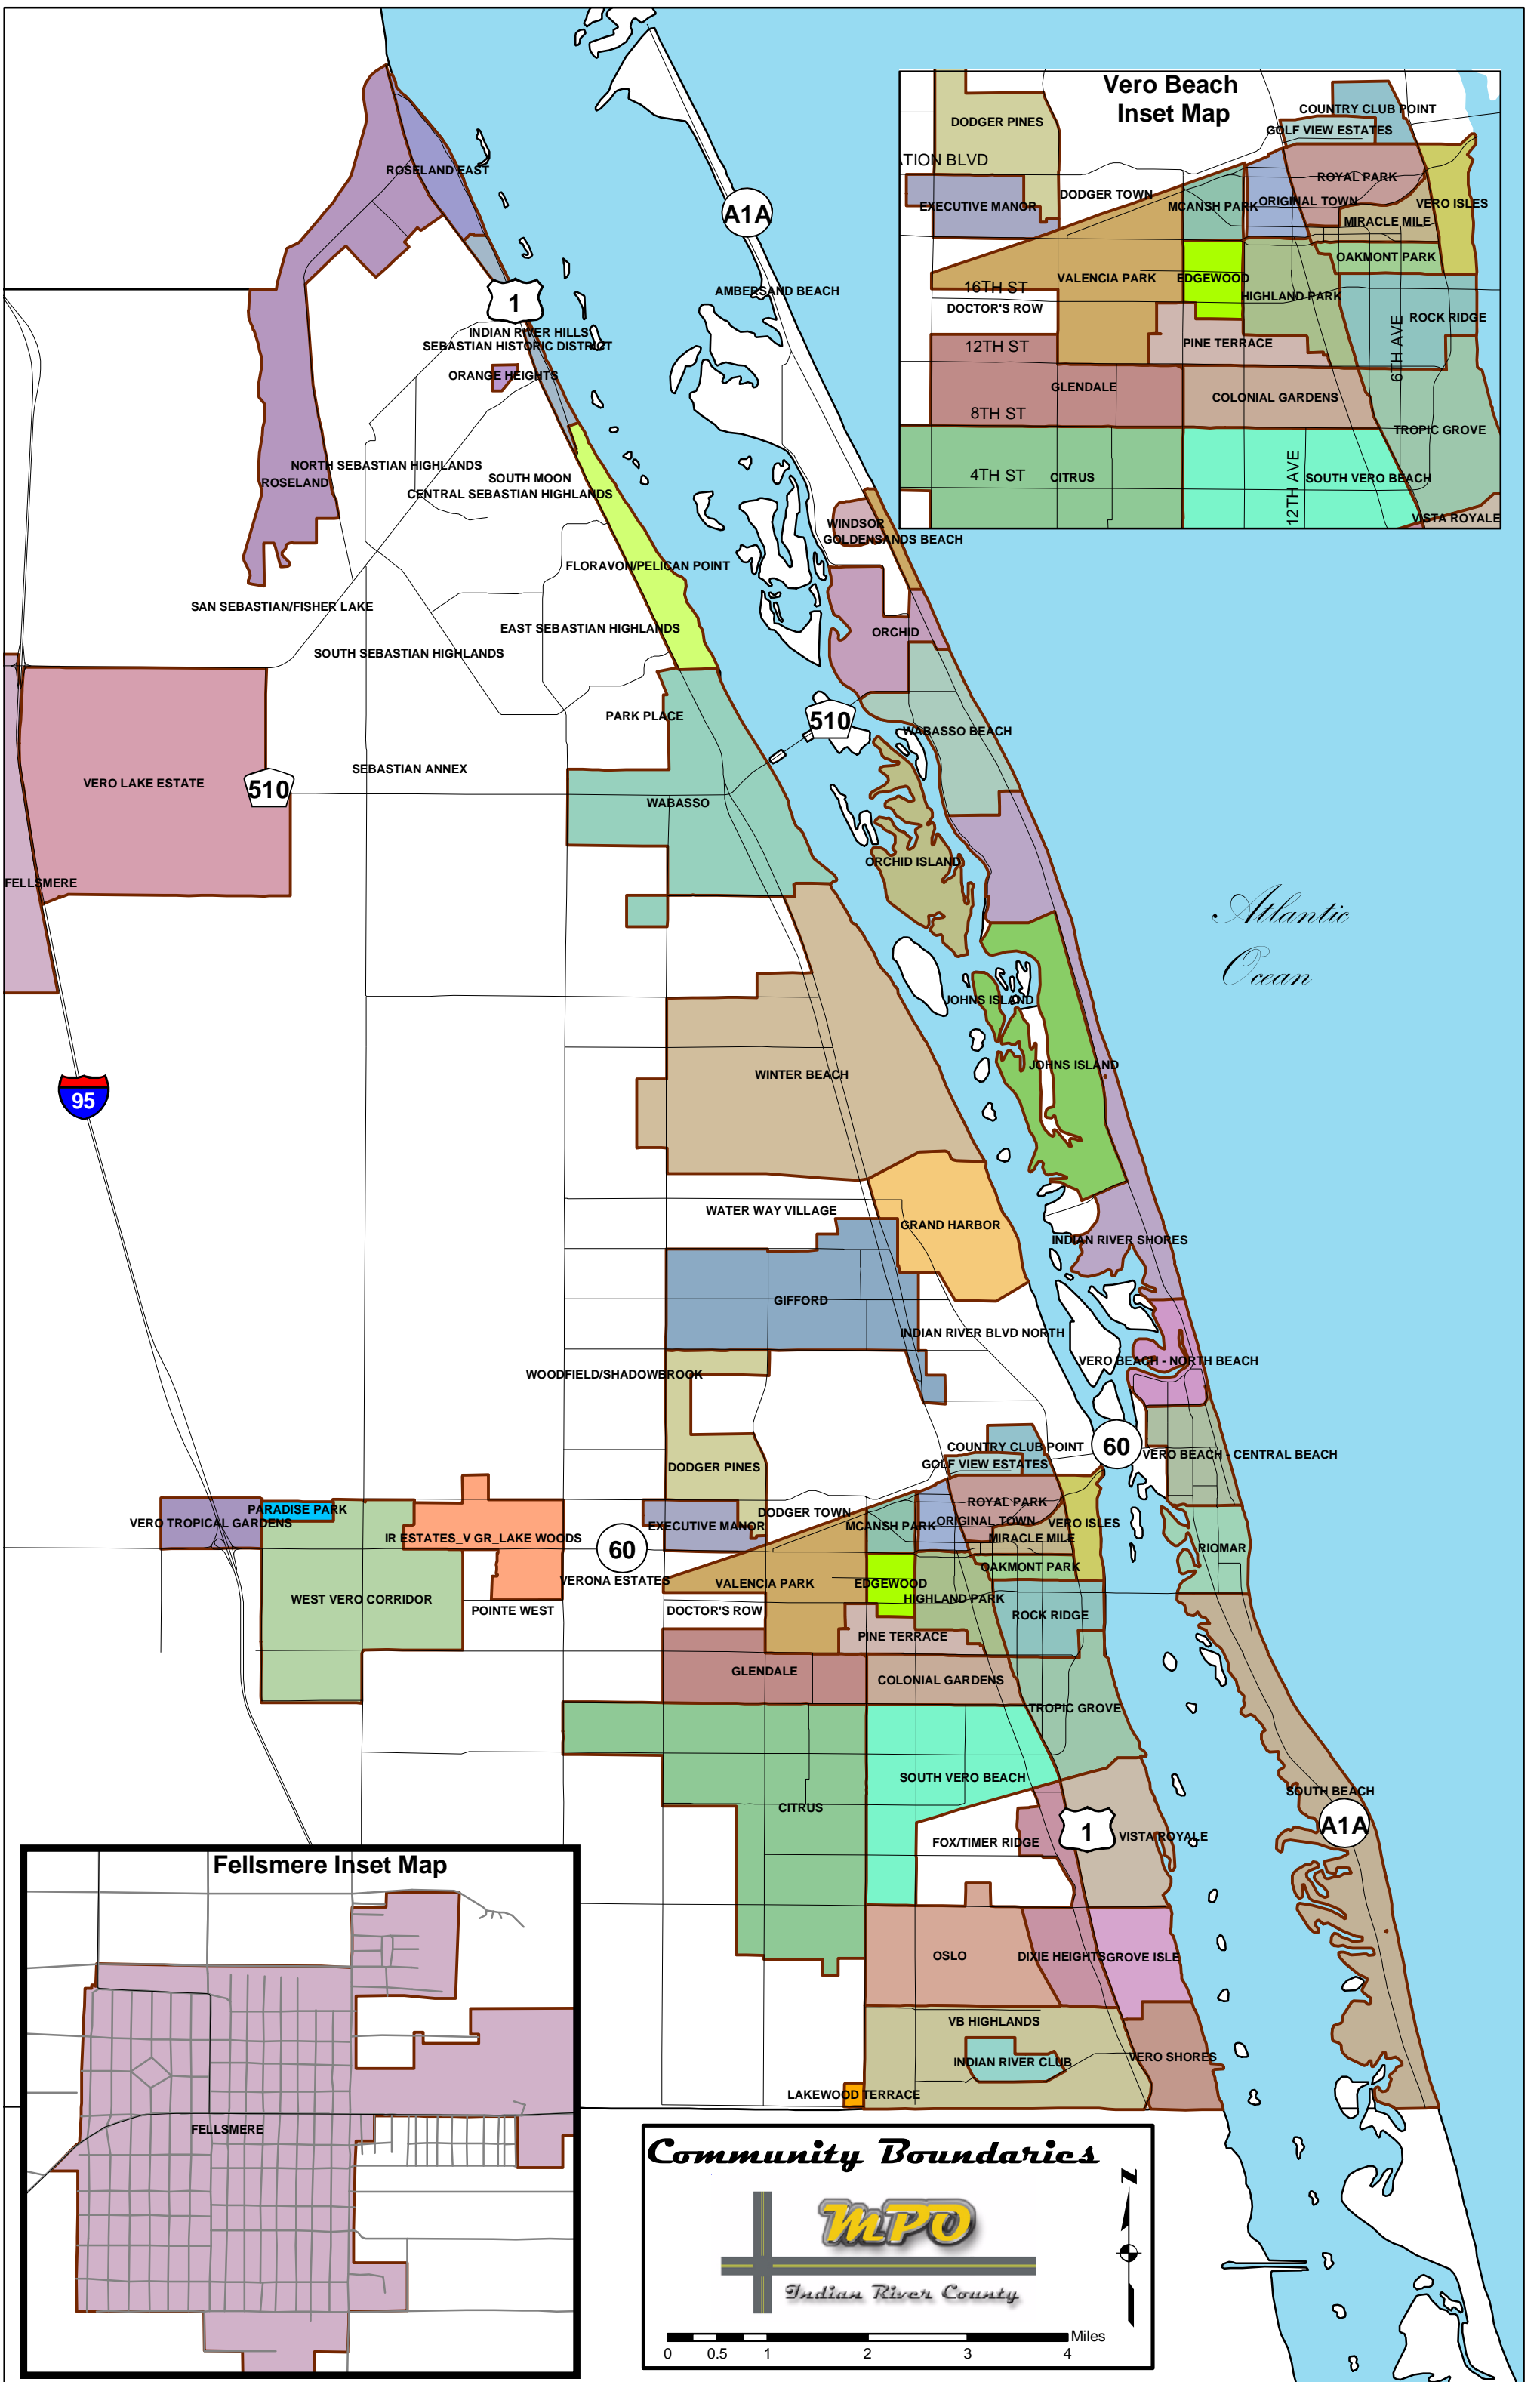 Vero Beach
Inset Map
COUNTRY CLUB POINT
DODGER PINES
GOLF VIEW ESTATES
ATION BLVD
ROYAL PARK
DODGER TOWN
EXECUTIVE MANOR
MCANSH PARK
ORIGINAL TOWN
VERO ISLES
MIRACLE MILE
OAKMONT PARK
VALENCIA PARK
EDGEWOOD
16TH ST
HIGHLAND PARK
DOCTOR'S ROW
ROCK RIDGE
12TH ST
PINE TERRACE
6TH AVE
GLENDALE
COLONIAL GARDENS
8TH ST
TROPIC GROVE
4TH ST
CITRUS
12TH AVE
SOUTH VERO BEACH
VISTA ROYALE
ROSELAND EAST
A1A
AMBERSAND BEACH
1
INDIAN RIVER HILLS
SEBASTIAN HISTORIC DISTRICT
ORANGE HEIGHTS
NORTH SEBASTIAN HIGHLANDS
ROSELAND
SOUTH MOON
CENTRAL SEBASTIAN HIGHLANDS
WINDSOR
GOLDENSANDS BEACH
FLORAVON/PELICAN POINT
SAN SEBASTIAN/FISHER LAKE
EAST SEBASTIAN HIGHLANDS
ORCHID
SOUTH SEBASTIAN HIGHLANDS
PARK PLACE
510
WABASSO BEACH
SEBASTIAN ANNEX
VERO LAKE ESTATE
510
WABASSO
ORCHID ISLAND
FELLSMERE
Atlantic
Ocean
JOHNS ISLAND
JOHNS ISLAND
WINTER BEACH
95
WATER WAY VILLAGE
GRAND HARBOR
INDIAN RIVER SHORES
GIFFORD
INDIAN RIVER BLVD NORTH
VERO BEACH - NORTH BEACH
WOODFIELD/SHADOWBROOK
COUNTRY CLUB POINT
60
VERO BEACH - CENTRAL BEACH
GOLF VIEW ESTATES
DODGER PINES
ROYAL PARK
PARADISE PARK
DODGER TOWN
VERO TROPICAL GARDENS
EXECUTIVE MANOR
MCANSH PARK
ORIGINAL TOWN
VERO ISLES
IR ESTATES_V GR_LAKE WOODS
60
MIRACLE MILE
RIOMAR
OAKMONT PARK
VERONA ESTATES
VALENCIA PARK
EDGEWOOD
WEST VERO CORRIDOR
HIGHLAND PARK
POINTE WEST
DOCTOR'S ROW
ROCK RIDGE
PINE TERRACE
GLENDALE
COLONIAL GARDENS
TROPIC GROVE
SOUTH VERO BEACH
SOUTH BEACH
CITRUS
A1A
1
FOX/TIMER RIDGE
VISTA ROYALE
OSLO
DIXIE HEIGHTS
GROVE ISLE
VB HIGHLANDS
INDIAN RIVER CLUB
VERO SHORES
LAKEWOOD TERRACE
Fellsmere Inset Map
FELLSMERE
Community Boundaries
MPO
Indian River County
N
Miles
0 0.5 1 2 3 4